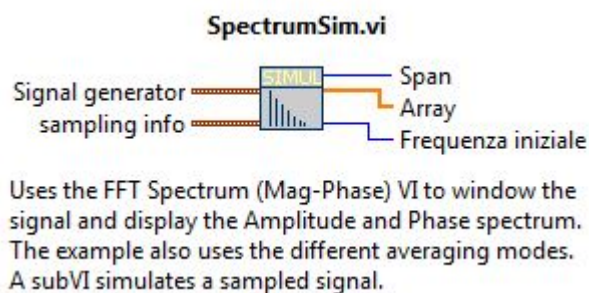 SpectrumSim.vi
SIMUL
Signal generator
sampling info
Span
Array
Frequenza iniziale
Uses the FFT Spectrum (Mag-Phase) VI to window the
signal and display the Amplitude and Phase spectrum.
The example also uses the different averaging modes.
A subVI simulates a sampled signal.